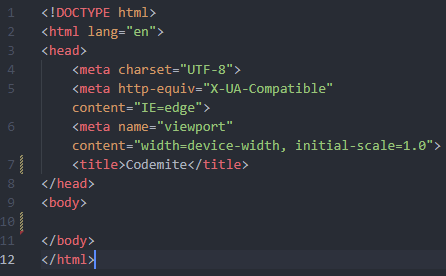 1 <!DOCTYPE html>
2 <html lang="en">
3 <head>
4     <meta charset="UTF-8">
5     <meta http-equiv="X-UA-Compatible"
    content="IE=edge">
6     <meta name="viewport"
    content="width=device-width, initial-scale=1.0">
7     <title>Codemite</title>
8 </head>
9 <body>
10
11 </body>
12 </html>